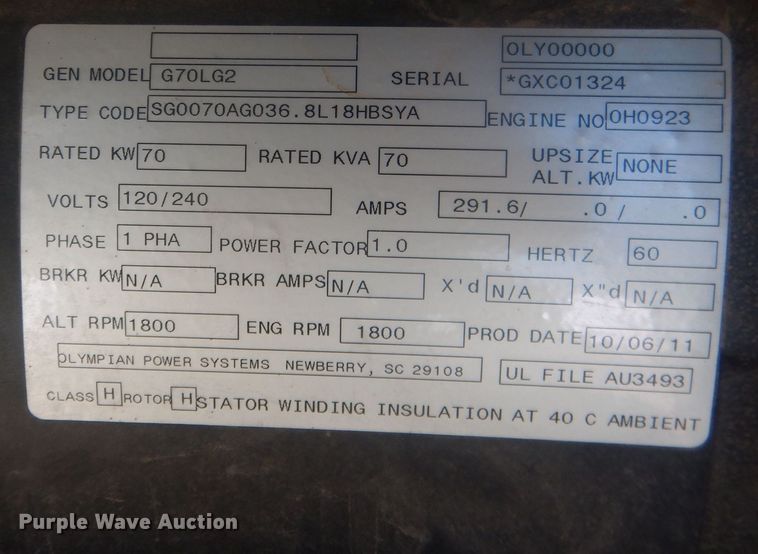 OLY00000
GEN MODEL G70LG2 SERIAL *GXC01324
TYPE CODE SG0070AG036.8L18HBSYA ENGINE NO 0H0923
RATED KW 70 RATED KVA 70 UPSIZE ALT.KW NONE
VOLTS 120/240 AMPS 291.6/ .0 / .0
PHASE 1 PHA POWER FACTOR 1.0 HERTZ 60
BRKR KW N/A BRKR AMPS N/A X'd N/A X"d N/A
ALT RPM 1800 ENG RPM 1800 PROD DATE 10/06/11
OLYMPIAN POWER SYSTEMS NEWBERRY, SC 29108 UL FILE AU3493
CLASS H ROTOR H STATOR WINDING INSULATION AT 40 C AMBIENT
Purple Wave Auction